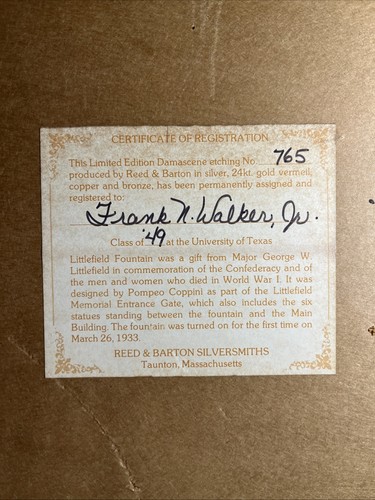 CERTIFICATE OF REGISTRATION
This Limited Edition Damascene etching No. 765
produced by Reed & Barton in silver, 24kt. gold vermeil,
copper and bronze, has been permanently assigned and
registered to:
Frank N. Walker, Jr.
Class of '49 at the University of Texas
Littlefield Fountain was a gift from Major George W.
Littlefield in commemoration of the Confederacy and of
the men and women who died in World War I. It was
designed by Pompeo Coppini as part of the Littlefield
Memorial Entrance Gate, which also includes the six
statues standing between the fountain and the Main
Building. The fountain was turned on for the first time on
March 26, 1933.
REED & BARTON SILVERSMITHS
Taunton, Massachusetts